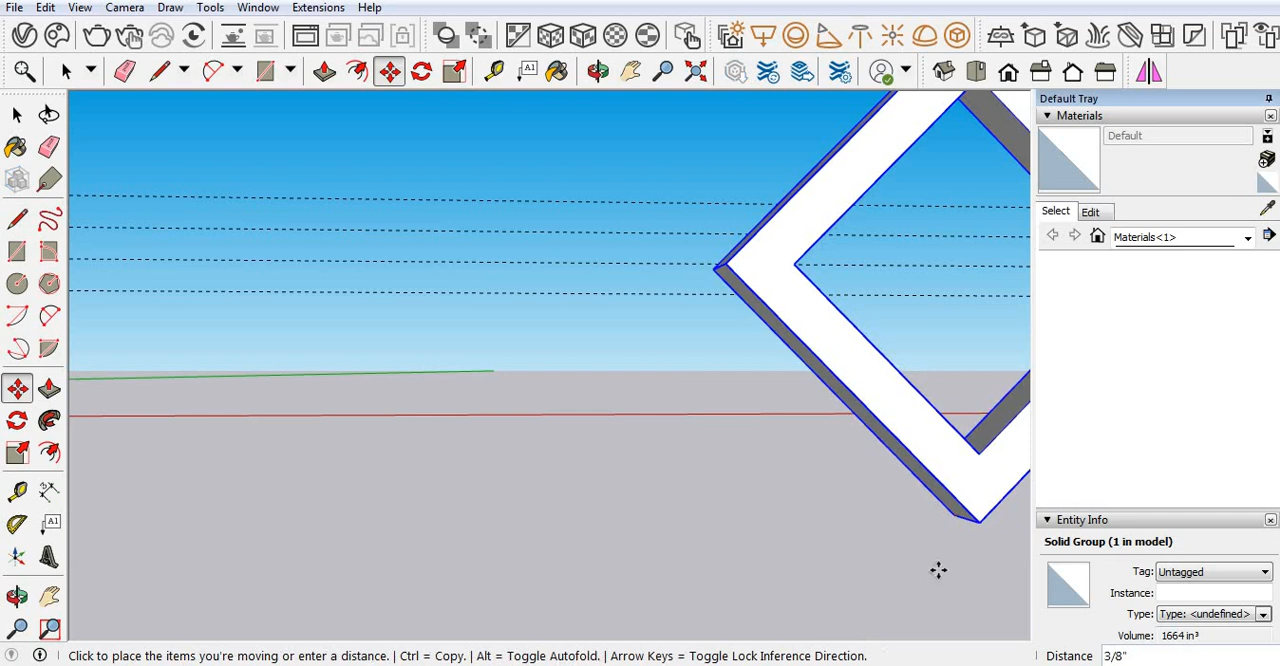 File Edit View Camera Draw Tools Window Extensions Help
A1
Default Tray
Materials
Default
Select Edit
Materials<1>
A1
Entity Info
Solid Group (1 in model)
Tag: Untagged
Instance:
Type: Type: <undefined>
Volume: 1664 in³
Click to place the items you're moving or enter a distance. | Ctrl = Copy. | Alt = Toggle Autofold. | Arrow Keys = Toggle Lock Inference Direction. Distance 3/8"